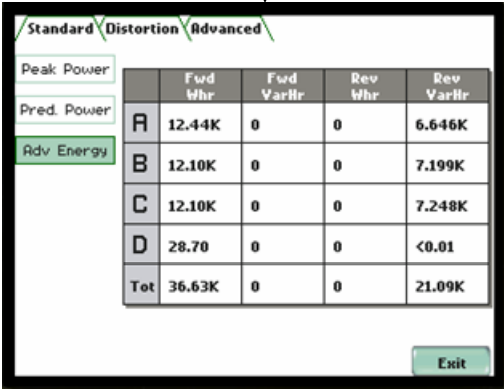 Standard Distortion Advanced
Peak Power
Pred. Power
Adv Energy
Fwd Whr Fwd VarHr Rev Whr Rev VarHr
A 12.44K 0 0 6.646K
B 12.10K 0 0 7.199K
C 12.10K 0 0 7.248K
D 28.70 0 0 <0.01
Tot 36.63K 0 0 21.09K
Exit